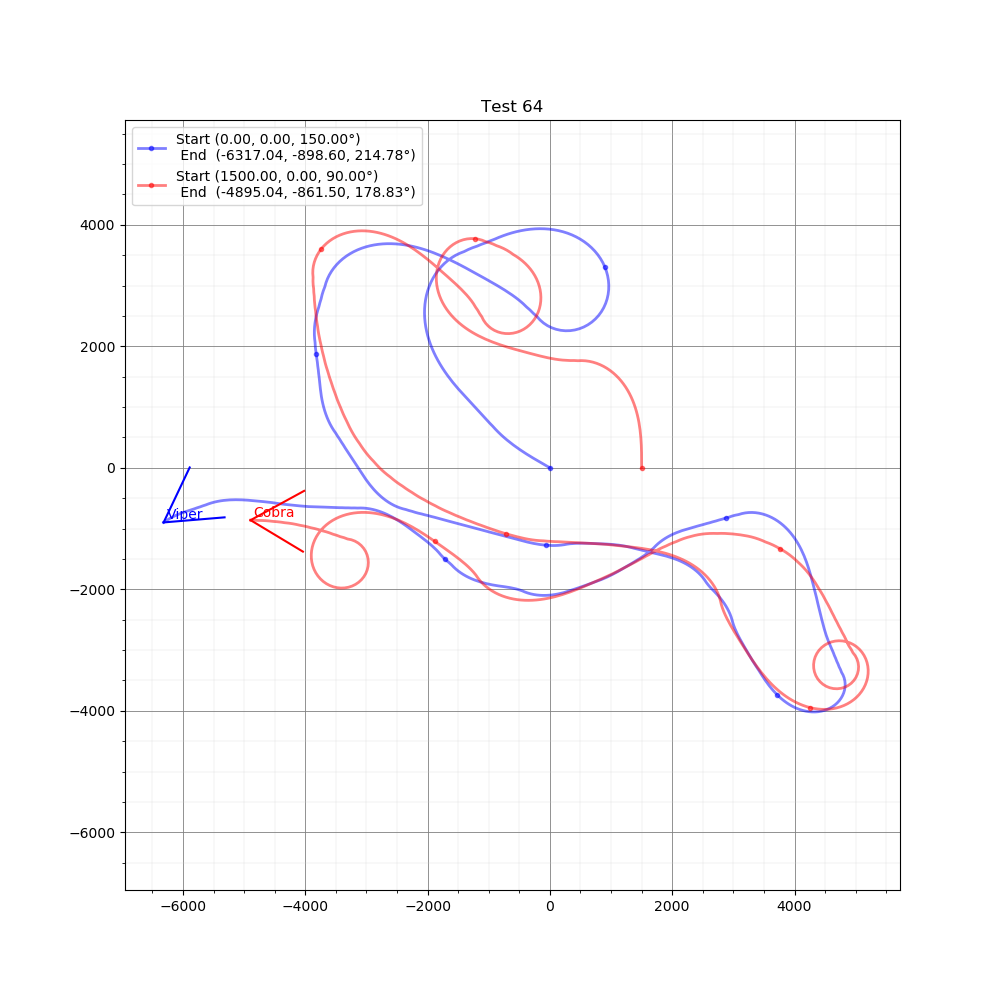 Test 64
Start (0.00, 0.00, 150.00°)
End  (-6317.04, -898.60, 214.78°)
Start (1500.00, 0.00, 90.00°)
End  (-4895.04, -861.50, 178.83°)
4000
2000
0
−2000
−4000
−6000
Viper
Cobra
−6000
−4000
−2000
0
2000
4000